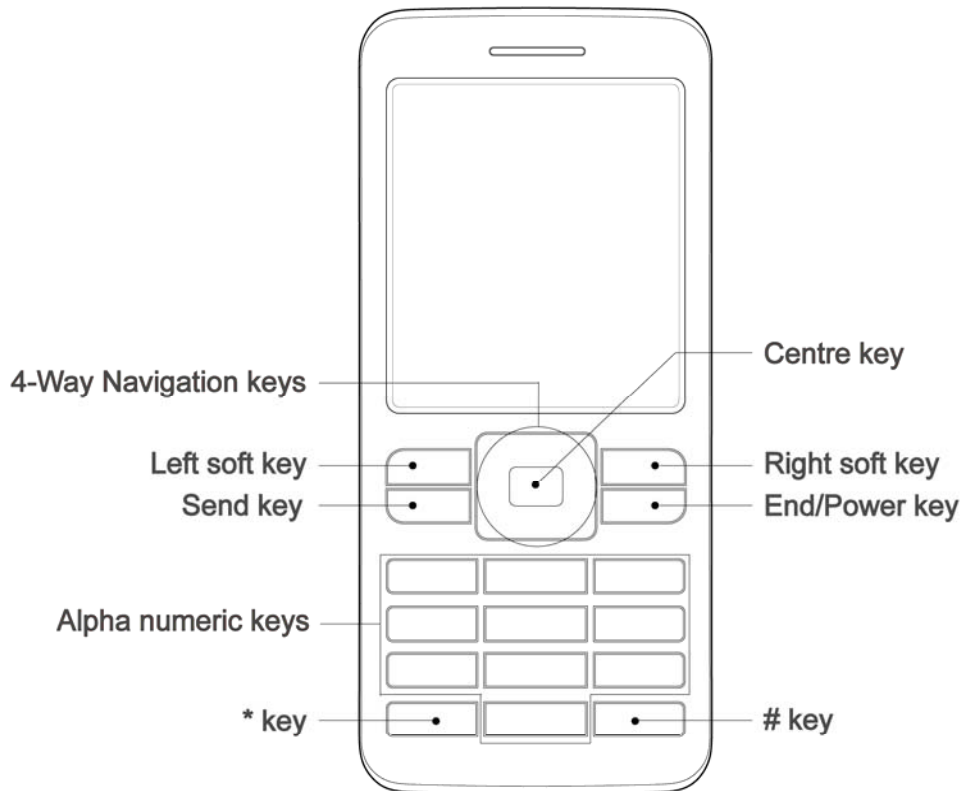 Centre key
4-Way Navigation keys
Left soft key
Right soft key
Send key
End/Power key
Alpha numeric keys
* key
# key